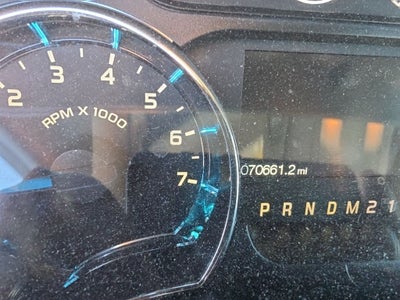 2 3 4 5 6 7
RPM X 1000
070661.2 mi
P R N D M 2 1